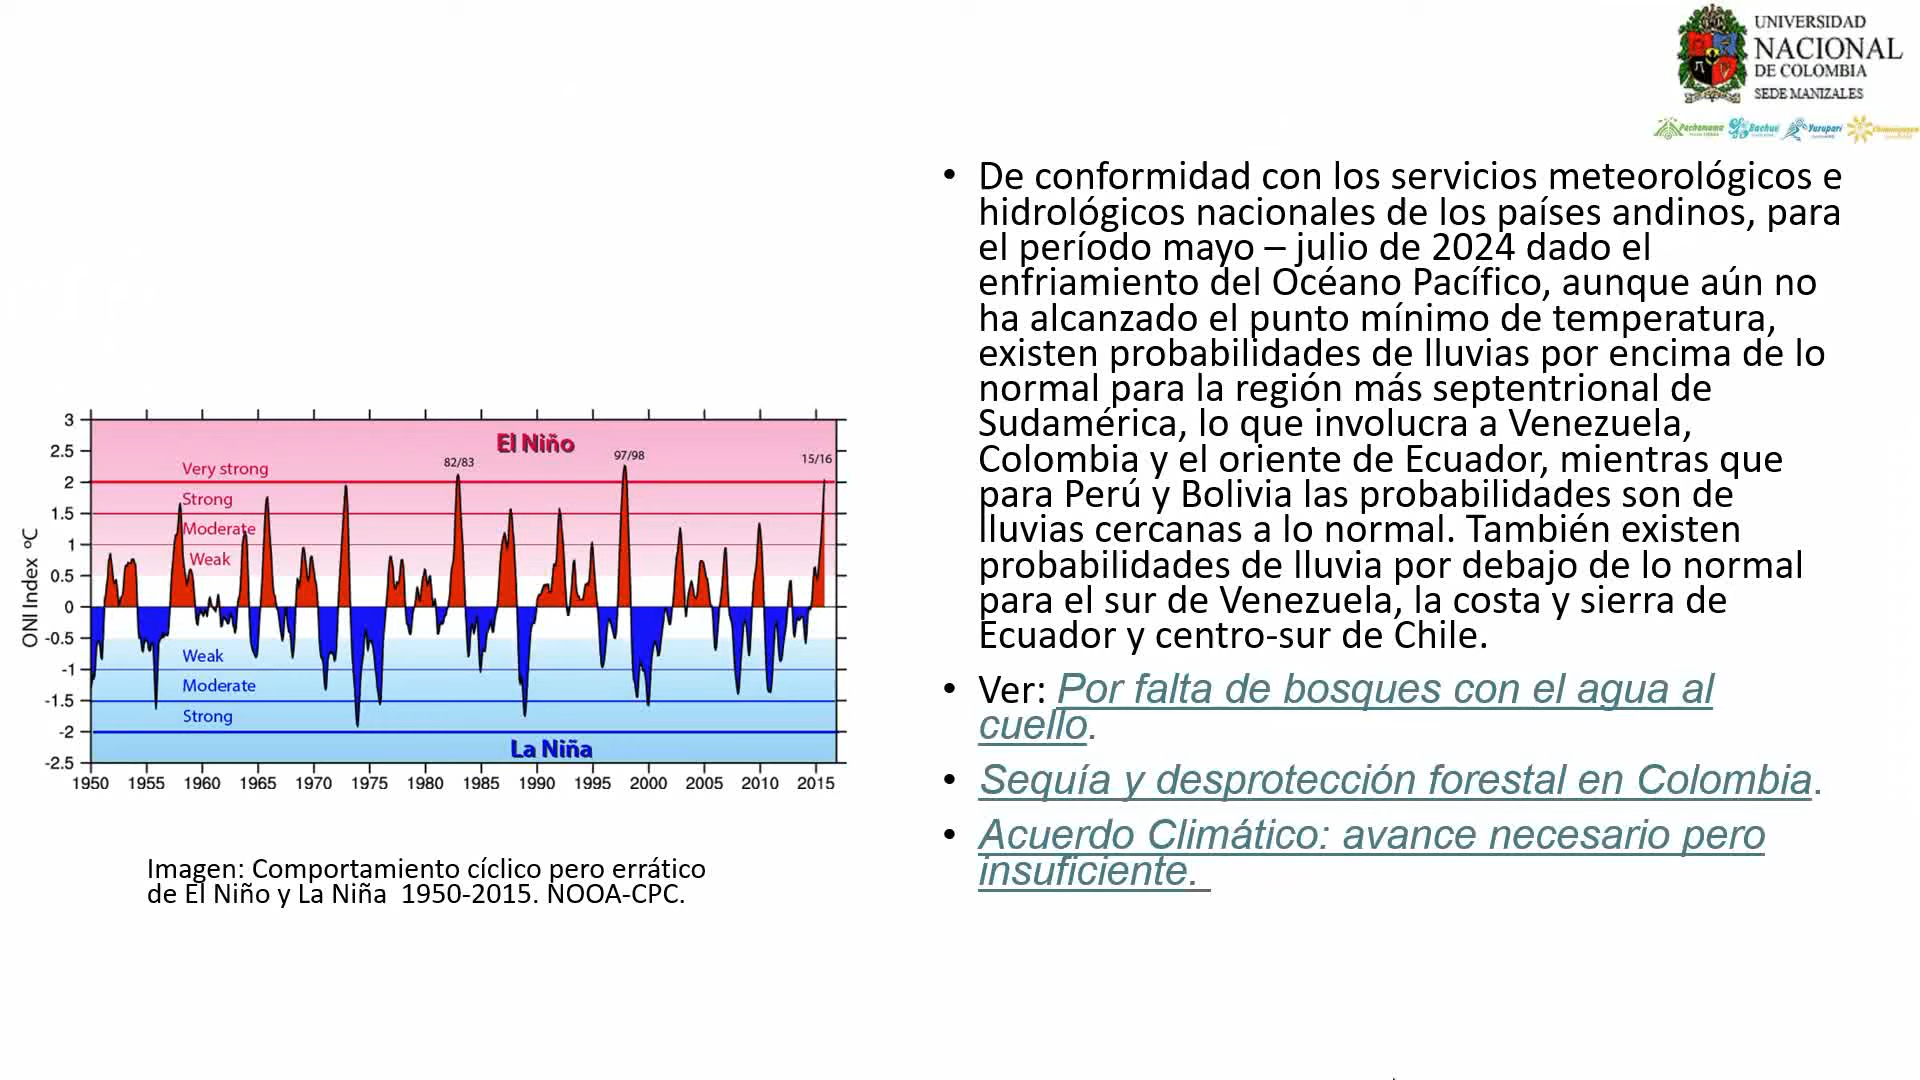 UNIVERSIDAD
NACIONAL
DE COLOMBIA
SEDE MANIZALES
Pachamama
Bachué
Yurupari
• De conformidad con los servicios meteorológicos e
hidrológicos nacionales de los países andinos, para
el período mayo – julio de 2024 dado el
enfriamiento del Océano Pacífico, aunque aún no
ha alcanzado el punto mínimo de temperatura,
existen probabilidades de lluvias por encima de lo
normal para la región más septentrional de
Sudamérica, lo que involucra a Venezuela,
Colombia y el oriente de Ecuador, mientras que
para Perú y Bolivia las probabilidades son de
lluvias cercanas a lo normal. También existen
probabilidades de lluvia por debajo de lo normal
para el sur de Venezuela, la costa y sierra de
Ecuador y centro-sur de Chile.
• Ver: Por falta de bosques con el agua al
cuello.
• Sequía y desprotección forestal en Colombia.
• Acuerdo Climático: avance necesario pero
insuficiente.
ONI Index ºC
3
2.5
2
1.5
1
0.5
0
-0.5
-1
-1.5
-2
-2.5
El Niño
82/83
97/98
15/16
Very strong
Strong
Moderate
Weak
Weak
Moderate
Strong
La Niña
1950 1955 1960 1965 1970 1975 1980 1985 1990 1995 2000 2005 2010 2015
Imagen: Comportamiento cíclico pero errático
de El Niño y La Niña 1950-2015. NOOA-CPC.